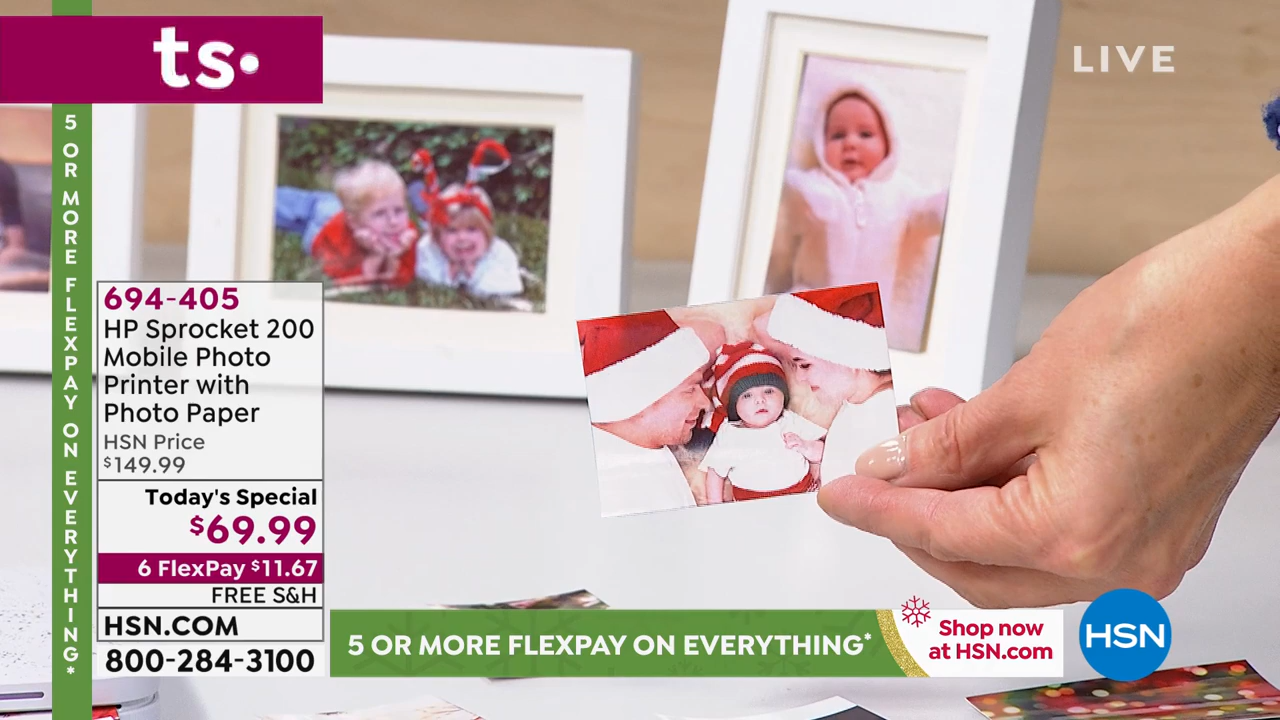 ts.
LIVE
5 OR MORE FLEXPAY ON EVERYTHING*
694-405
HP Sprocket 200
Mobile Photo
Printer with
Photo Paper
HSN Price
$149.99
Today's Special
$69.99
6 FlexPay $11.67
FREE S&H
HSN.COM
800-284-3100
5 OR MORE FLEXPAY ON EVERYTHING*
Shop now
at HSN.com
HSN